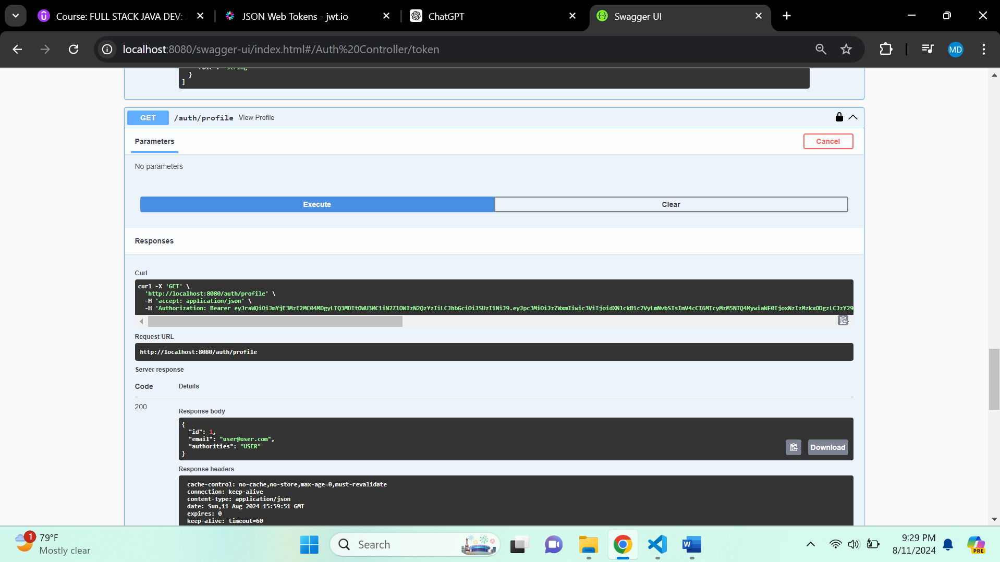 Course: FULL STACK JAVA DEV:
JSON Web Tokens - jwt.io
ChatGPT
Swagger UI
localhost:8080/swagger-ui/index.html#/Auth%20Controller/token
MD
}
]
GET /auth/profile View Profile
Parameters
Cancel
No parameters
Execute
Clear
Responses
Curl
curl -X 'GET' \
'http://localhost:8080/auth/profile' \
-H 'accept: application/json' \
-H 'Authorization: Bearer
Request URL
http://localhost:8080/auth/profile
Server response
Code Details
200
Response body
{
"id": 1,
"email": "user@user.com",
"authorities": "USER"
}
Download
Response headers
cache-control: no-cache,no-store,max-age=0,must-revalidate
connection: keep-alive
content-type: application/json
date: Sun,11 Aug 2024 15:59:51 GMT
expires: 0
keep-alive: timeout=60
1
79°F
Mostly clear
Search
W
PRE
9:29 PM
8/11/2024